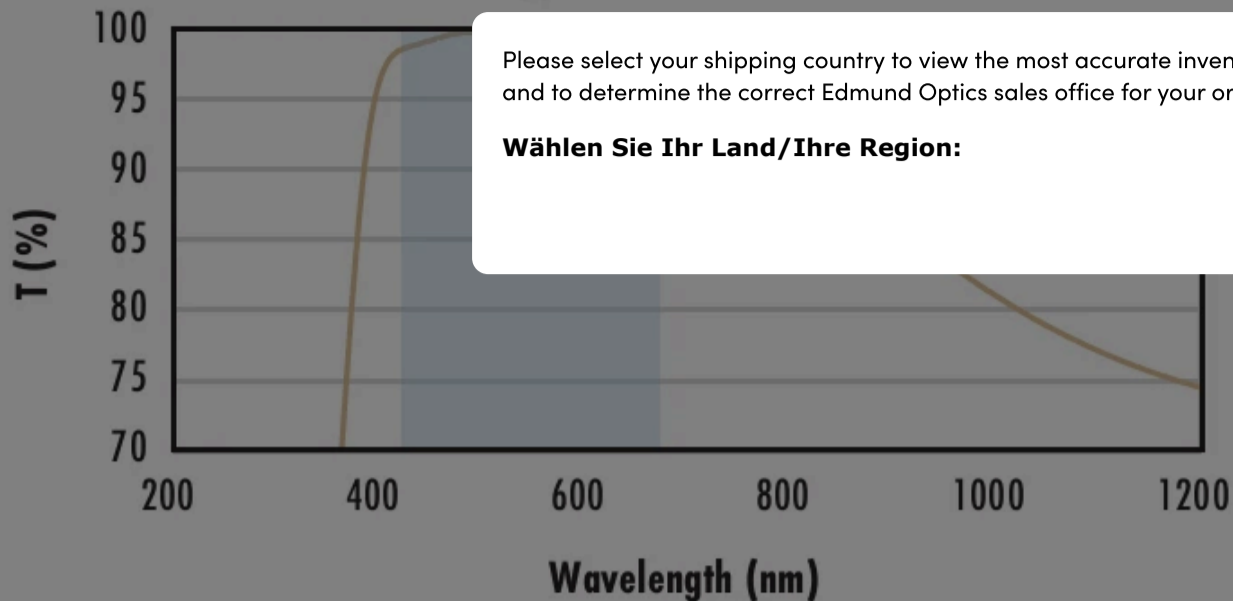 100
Please select your shipping country to view the most accurate
and to determine the correct Edmund Optics sales office for your
95
Wählen Sie Ihr Land/Ihre Region:
90
85
T (%)
80
75
70
200 400 600 800 1000 1200
Wavelength (nm)